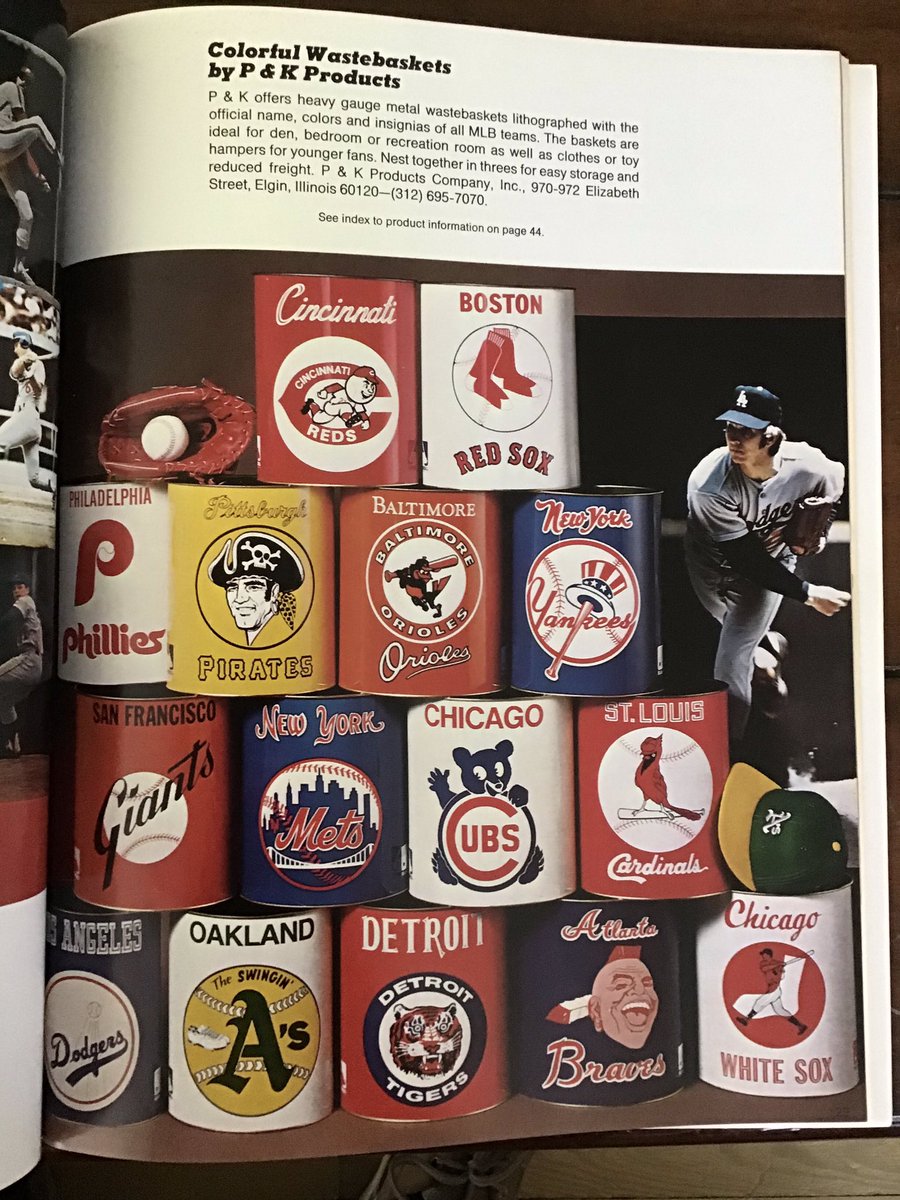 Colorful Wastebaskets
by P & K Products
P & K offers heavy gauge metal wastebaskets lithographed with the
official name, colors and insignias of all MLB teams. The baskets are
ideal for den, bedroom or recreation room as well as clothes or toy
hampers for younger fans. Nest together in threes for easy storage and
reduced freight. P & K Products Company, Inc., 970-972 Elizabeth
Street, Elgin, Illinois 60120—(312) 695-7070.
See index to product information on page 44.
Cincinnati
CINCINNATI
REDS
BOSTON
RED SOX
LA
Dodgers
PHILADELPHIA
P
Phillies
Pittsburgh
PIRATES
BALTIMORE
BALTIMORE
ORIOLES
Orioles
New York
Yankees
SAN FRANCISCO
Giants
NEW YORK
Mets
CHICAGO
CUBS
ST. LOUIS
Cardinals
A's
ANGELES
Dodgers
OAKLAND
The SWINGIN'
A's
DETROIT
DETROIT
TIGERS
Atlanta
Braves
Chicago
WHITE SOX